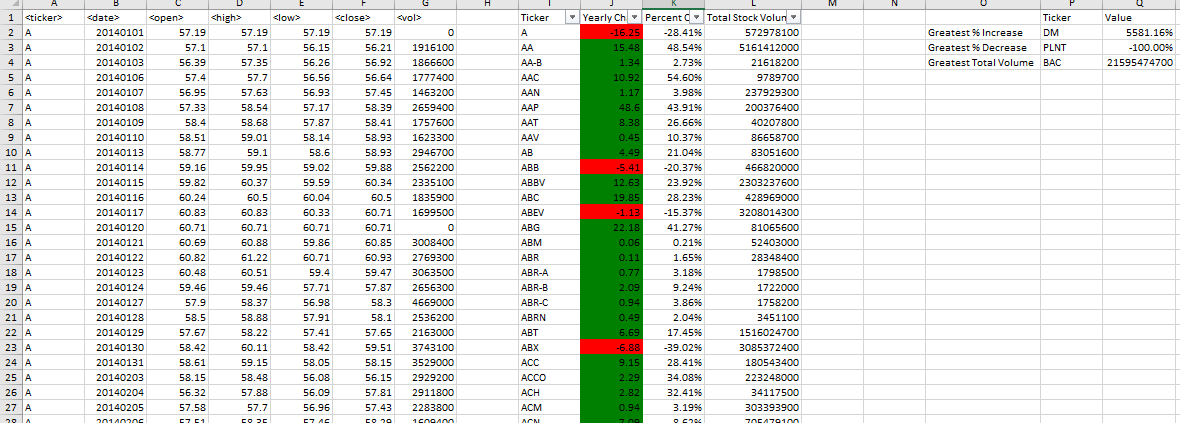 A B C D E F G H I J K L M N O P Q
1 <ticker> <date> <open> <high> <low> <close> <vol> Ticker Yearly Ch Percent C Total Stock Volun Ticker Value
2 A 20140101 57.19 57.19 57.19 57.19 0 A -16.25 -28.41% 572978100 Greatest % Increase DM 5581.16%
3 A 20140102 57.1 57.1 56.15 56.21 1916100 AA 15.48 48.54% 5161412000 Greatest % Decrease PLNT -100.00%
4 A 20140103 56.39 57.35 56.26 56.92 1866600 AA-B 1.34 2.73% 21618200 Greatest Total Volume BAC 21595474700
5 A 20140106 57.4 57.7 56.56 56.64 1777400 AAC 10.92 54.60% 9789700
6 A 20140107 56.95 57.63 56.93 57.45 1463200 AAN 1.17 3.98% 237929300
7 A 20140108 57.33 58.54 57.17 58.39 2659400 AAP 48.6 43.91% 200376400
8 A 20140109 58.4 58.68 57.87 58.41 1757600 AAT 8.38 26.66% 40207800
9 A 20140110 58.51 59.01 58.14 58.93 1623300 AAV 0.45 10.37% 86658700
10 A 20140113 58.77 59.1 58.6 58.93 2946700 AB 4.49 21.04% 83051600
11 A 20140114 59.16 59.95 59.02 59.88 2562200 ABB -5.41 -20.37% 466820000
12 A 20140115 59.82 60.37 59.59 60.34 2335100 ABBV 12.63 23.92% 2303237600
13 A 20140116 60.24 60.5 60.04 60.5 1835900 ABC 19.85 28.23% 428969000
14 A 20140117 60.83 60.83 60.33 60.71 1699500 ABEV -1.13 -15.37% 3208014300
15 A 20140120 60.71 60.71 60.71 60.71 0 ABG 22.18 41.27% 81065600
16 A 20140121 60.69 60.88 59.86 60.85 3008400 ABM 0.06 0.21% 52403000
17 A 20140122 60.82 61.22 60.71 60.93 2769300 ABR 0.11 1.65% 28348400
18 A 20140123 60.48 60.51 59.4 59.47 3063500 ABR-A 0.77 3.18% 1798500
19 A 20140124 59.46 59.46 57.71 57.87 2656300 ABR-B 2.09 9.24% 1722000
20 A 20140127 57.9 58.37 56.98 58.3 4669000 ABR-C 0.94 3.86% 1758200
21 A 20140128 58.5 58.88 57.91 58.1 2536200 ABRN 0.49 2.04% 3451100
22 A 20140129 57.67 58.22 57.41 57.65 2163000 ABT 6.69 17.45% 1516024700
23 A 20140130 58.42 60.11 58.42 59.51 3743100 ABX -6.88 -39.02% 3085372400
24 A 20140131 58.61 59.15 58.05 58.15 3529000 ACC 9.15 28.41% 180543400
25 A 20140203 58.15 58.48 56.08 56.15 2929200 ACCO 2.29 34.08% 223248000
26 A 20140204 56.32 57.88 56.09 57.81 2911800 ACH 2.82 32.41% 34117500
27 A 20140205 57.58 57.7 56.96 57.43 2283800 ACM 0.94 3.19% 303393900
28 A 20140206 57.51 58.35 57.46 58.29 1609400 ACN 8.62% 705479100